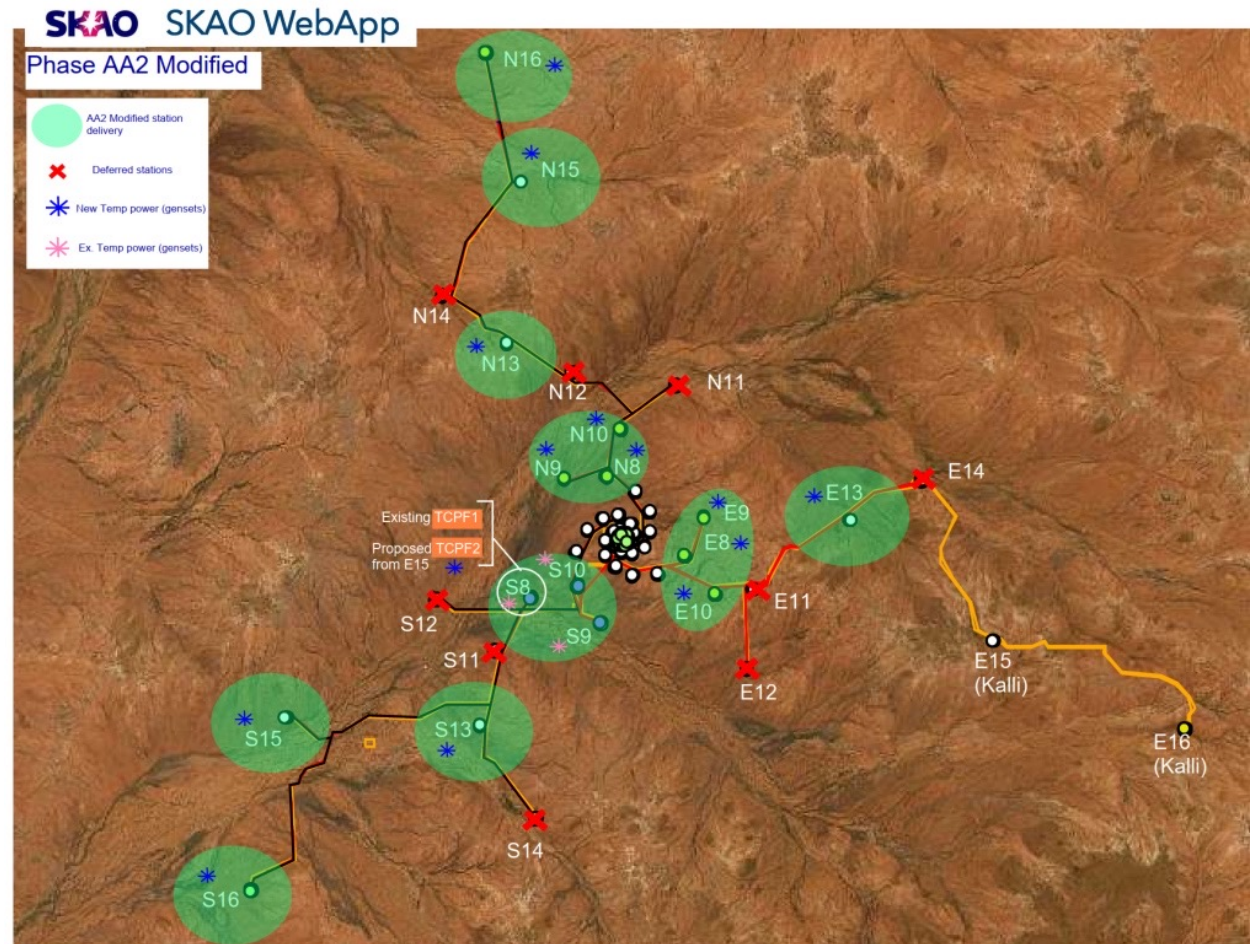 SKAO SKAO WebApp
Phase AA2 Modified
AA2 Modified station
delivery
Deferred stations
New Temp power (gensets)
Ex. Temp power (gensets)
N16
N15
N14
N13
N12
N11
N10
N9
N8
E14
E13
E9
E8
Existing TCPF1
Proposed TCPF2
from E15
S10
S8
E10
E11
S12
S9
S11
E12
E15
(Kalli)
S15
S13
E16
(Kalli)
S14
S16